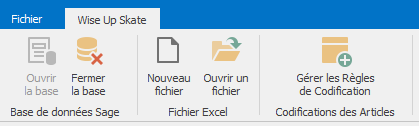 Fichier
Wise Up Skate
Ouvrir
la base
Fermer
la base
Nouveau
fichier
Ouvrir un
fichier
Gérer les Règles
de Codification
Base de données Sage
Fichier Excel
Codifications des Articles